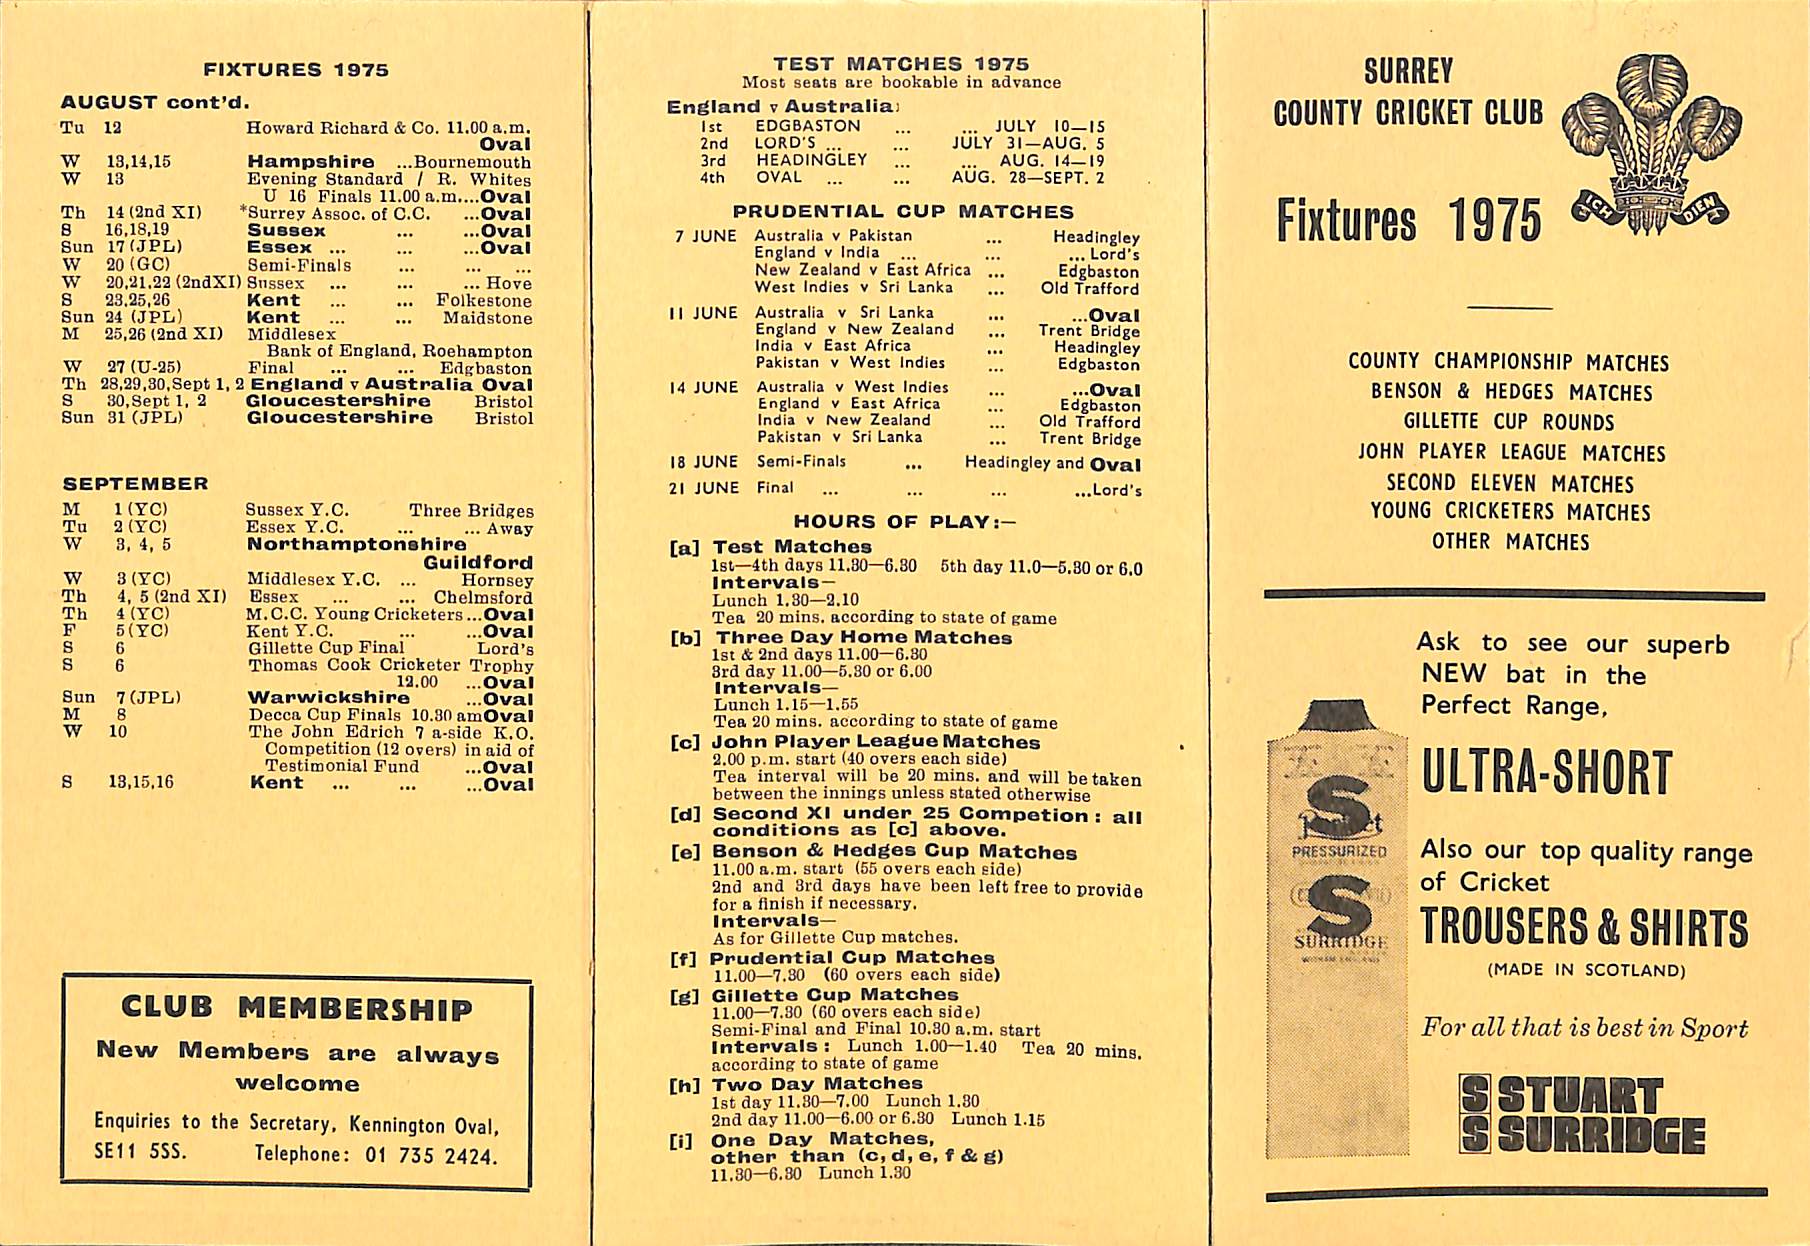 FIXTURES 1975
AUGUST cont'd.
Tu 12 Howard Richard & Co. 11.00 a.m.
Oval
W 13,14,15 Hampshire ...Bournemouth
W 13 Evening Standard / R. Whites
U 16 Finals 11.00 a.m....Oval
Th 14 (2nd XI) *Surrey Assoc. of C.C. ...Oval
S 16,18,19 Sussex ... ...Oval
Sun 17 (JPL) Essex ... ...Oval
W 20 (GC) Semi-Finals ... ... ...
W 20,21,22 (2ndXI) Sussex ... ... Hove
S 23,25,26 Kent ... ... Folkestone
Sun 24 (JPL) Kent ... ... Maidstone
M 25,26 (2nd XI) Middlesex
Bank of England, Roehampton
W 27 (U-25) Final ... ... Edgbaston
Th 28,29,30,Sept 1, 2 England v Australia Oval
S 30,Sept 1, 2 Gloucestershire Bristol
Sun 31 (JPL) Gloucestershire Bristol
SEPTEMBER
M 1 (YC) Sussex Y.C. Three Bridges
Tu 2 (YC) Essex Y.C. ... ... Away
W 3, 4, 5 Northamptonshire
Guildford
W 3 (YC) Middlesex Y.C. ... Hornsey
Th 4, 5 (2nd XI) Essex ... ... Chelmsford
Th 4 (YC) M.C.C. Young Cricketers ...Oval
F 5 (YC) Kent Y.C. ... ...Oval
S 6 Gillette Cup Final Lord's
S 6 Thomas Cook Cricketer Trophy
12.00 ...Oval
Sun 7 (JPL) Warwickshire ...Oval
M 8 Decca Cup Finals 10.30 am Oval
W 10 The John Edrich 7 a-side K.O.
Competition (12 overs) in aid of
Testimonial Fund ...Oval
S 13,15,16 Kent ... ... ...Oval
CLUB MEMBERSHIP
New Members are always
welcome
Enquiries to the Secretary, Kennington Oval,
SE11 5SS. Telephone: 01 735 2424.
TEST MATCHES 1975
Most seats are bookable in advance
England v Australia:
1st EDGBASTON ... ... JULY 10—15
2nd LORD'S ... ... JULY 31—AUG. 5
3rd HEADINGLEY ... ... AUG. 14—19
4th OVAL ... ... AUG. 28—SEPT. 2
PRUDENTIAL CUP MATCHES
7 JUNE Australia v Pakistan ... Headingley
England v India ... ... ... Lord's
New Zealand v East Africa ... Edgbaston
West Indies v Sri Lanka ... Old Trafford
11 JUNE Australia v Sri Lanka ... ...Oval
England v New Zealand ... Trent Bridge
India v East Africa ... Headingley
Pakistan v West Indies ... Edgbaston
14 JUNE Australia v West Indies ... ...Oval
England v East Africa ... Edgbaston
India v New Zealand ... Old Trafford
Pakistan v Sri Lanka ... Trent Bridge
18 JUNE Semi-Finals ... Headingley and Oval
21 JUNE Final ... ... ... ...Lord's
HOURS OF PLAY:—
[a] Test Matches
1st—4th days 11.30—6.30 5th day 11.0—5.30 or 6.0
Intervals—
Lunch 1.30—2.10
Tea 20 mins. according to state of game
[b] Three Day Home Matches
1st & 2nd days 11.00—6.30
3rd day 11.00—5.30 or 6.00
Intervals—
Lunch 1.15—1.55
Tea 20 mins. according to state of game
[c] John Player League Matches
2.00 p.m. start (40 overs each side)
Tea interval will be 20 mins. and will be taken
between the innings unless stated otherwise
[d] Second XI under 25 Competion : all
conditions as [c] above.
[e] Benson & Hedges Cup Matches
11.00 a.m. start (55 overs each side)
2nd and 3rd days have been left free to provide
for a finish if necessary.
Intervals—
As for Gillette Cup matches.
[f] Prudential Cup Matches
11.00—7.30 (60 overs each side)
[g] Gillette Cup Matches
11.00—7.30 (60 overs each side)
Semi-Final and Final 10.30 a.m. start
Intervals : Lunch 1.00—1.40 Tea 20 mins.
according to state of game
[h] Two Day Matches
1st day 11.30—7.00 Lunch 1.30
2nd day 11.00—6.00 or 6.30 Lunch 1.15
[i] One Day Matches,
other than (c, d, e, f & g)
11.30—6.30 Lunch 1.30
SURREY
COUNTY CRICKET CLUB
ICH DIEN
Fixtures 1975
COUNTY CHAMPIONSHIP MATCHES
BENSON & HEDGES MATCHES
GILLETTE CUP ROUNDS
JOHN PLAYER LEAGUE MATCHES
SECOND ELEVEN MATCHES
YOUNG CRICKETERS MATCHES
OTHER MATCHES
Ask to see our superb
NEW bat in the
Perfect Range,
ULTRA-SHORT
Also our top quality range
of Cricket
TROUSERS & SHIRTS
(MADE IN SCOTLAND)
For all that is best in Sport
SS STUART
SURRIDGE
S
PRESSURIZED
S
SURRIDGE